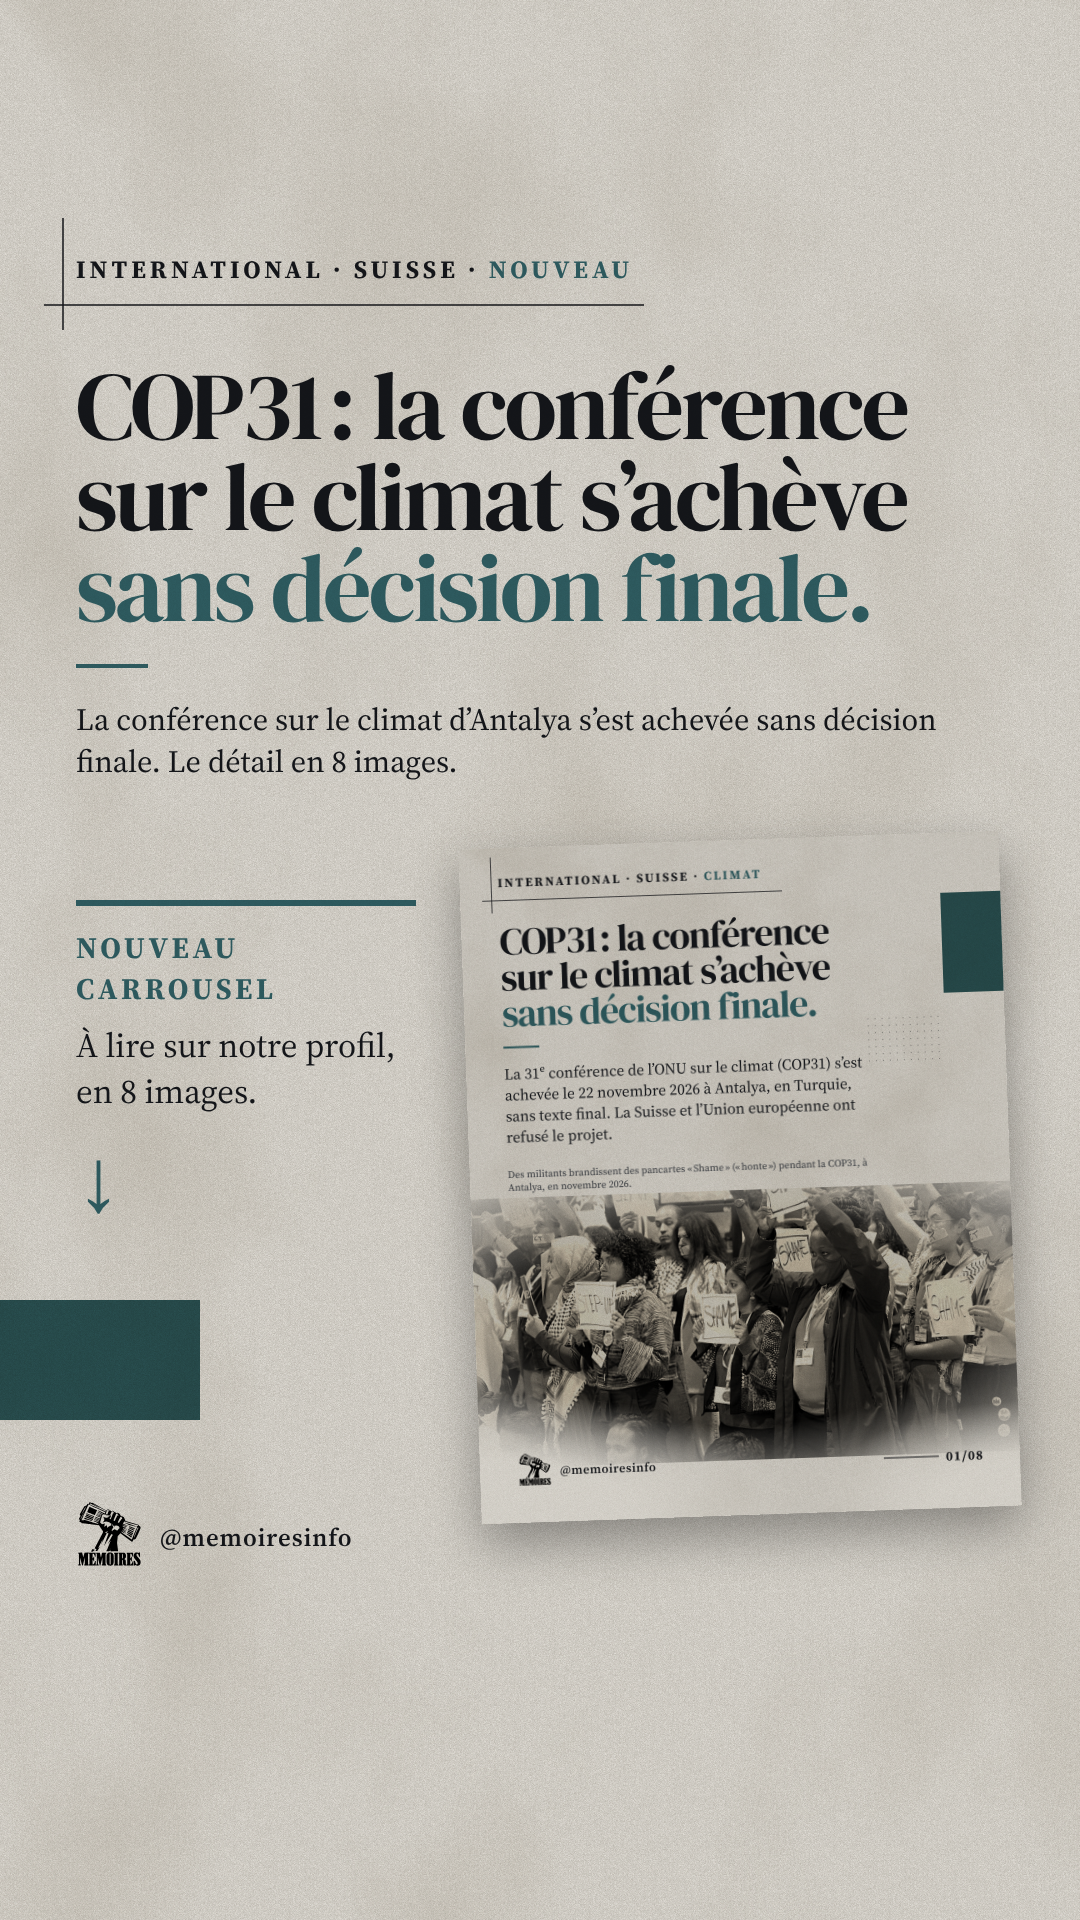 INTERNATIONAL · SUISSE · NOUVEAU
COP31 : la conférence
sur le climat s’achève
sans décision finale.
La conférence sur le climat d’Antalya s’est achevée sans décision
finale. Le détail en 8 images.
NOUVEAU
CARROUSEL
À lire sur notre profil,
en 8 images.
↓
INTERNATIONAL · SUISSE · CLIMAT
COP31 : la conférence
sur le climat s’achève
sans décision finale.
La 31e conférence de l’ONU sur le climat (COP31) s’est
achevée le 22 novembre 2026 à Antalya, en Turquie,
sans texte final. La Suisse et l’Union européenne ont
refusé le projet.
Des militants brandissent des pancartes « Shame » (« honte ») pendant la COP31, à
Antalya, en novembre 2026.
SHAME
STEP-UP
SHAME
SHAME
MÉMOIRES
@memoiresinfo
01/08
MÉMOIRES
@memoiresinfo